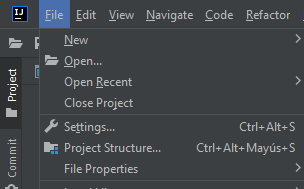 IJ File Edit View Navigate Code Refactor
New
Open...
Open Recent
Close Project
Settings... Ctrl+Alt+S
Project Structure... Ctrl+Alt+Mayús+S
File Properties
Project
Commit